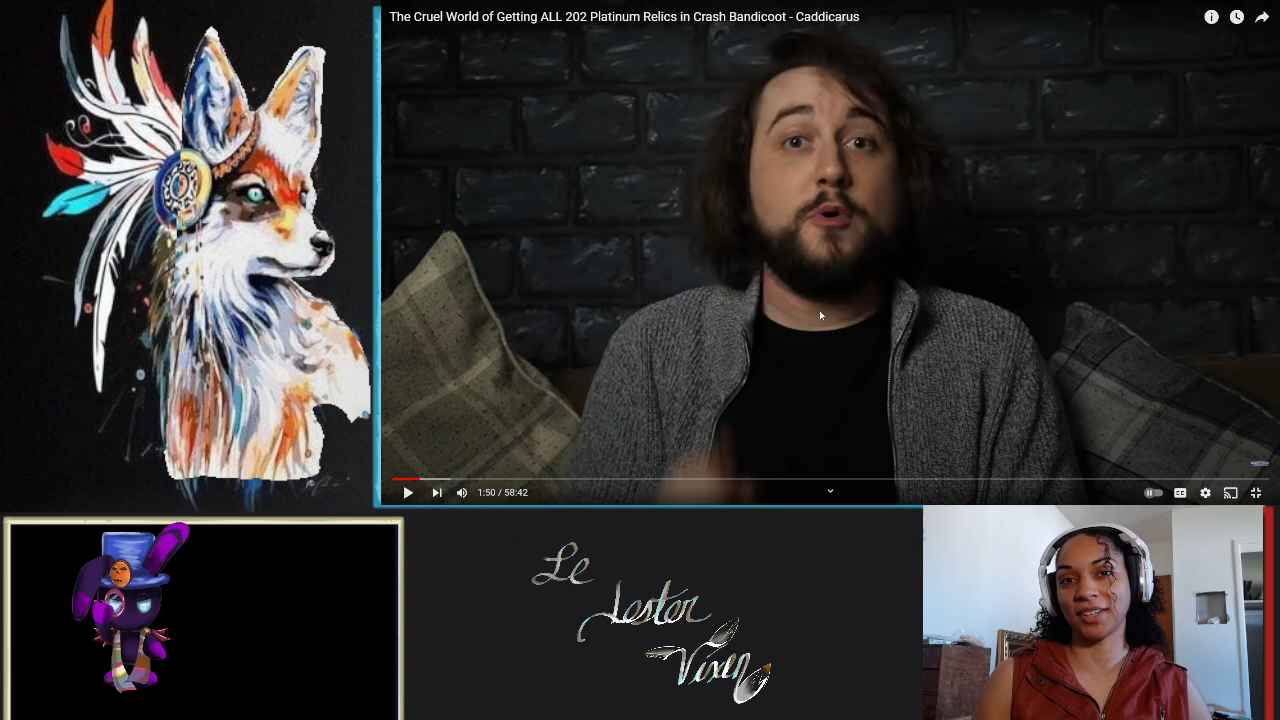 The Cruel World of Getting ALL 202 Platinum Relics in Crash Bandicoot - Caddicarus
1:50 / 58:42
Le
Jester
Vixen